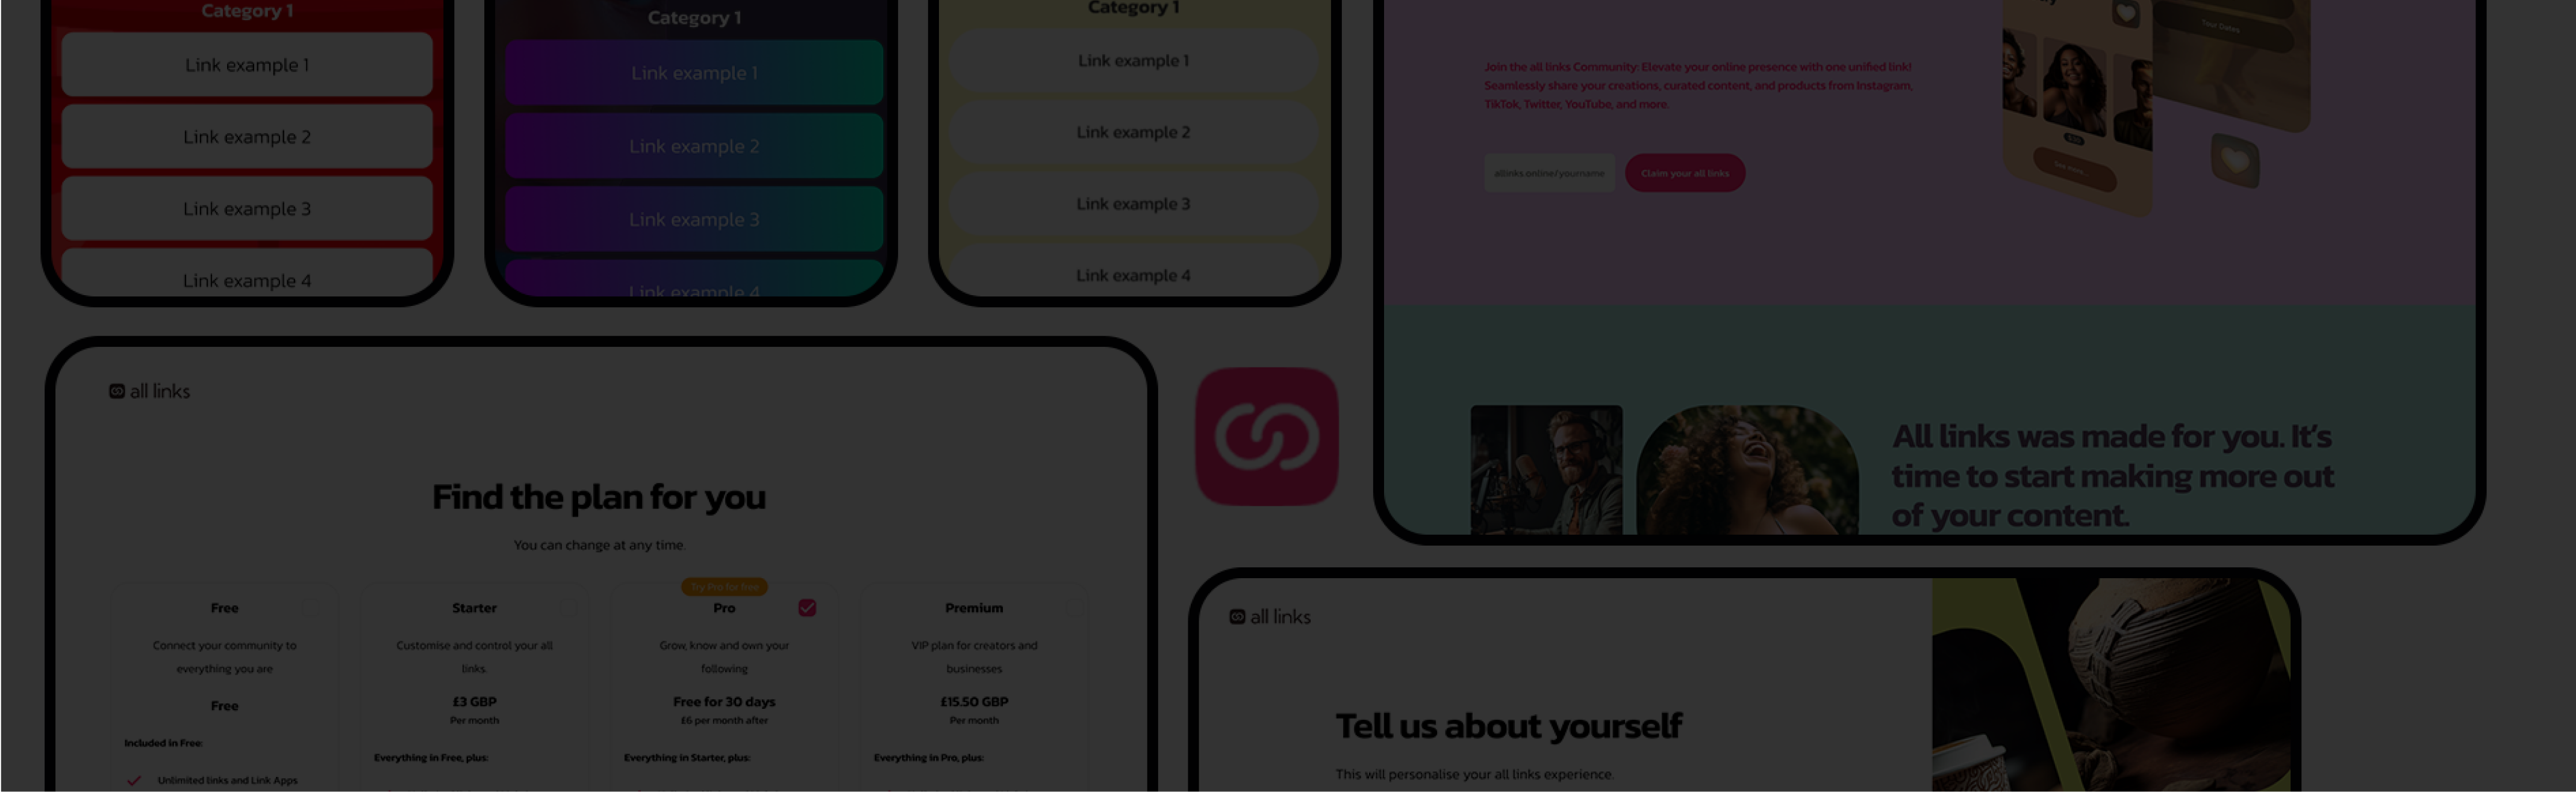 Category 1
Link example 1
Link example 2
Link example 3
Link example 4
Category 1
Link example 1
Link example 2
Link example 3
Link example 4
Category 1
Link example 1
Link example 2
Link example 3
Link example 4
Tour Dates
Join the all links Community: Elevate your online presence with one unified link!
Seamlessly share your creations, curated content, and products from Instagram,
TikTok, Twitter, YouTube, and more.
allinks.online/yourname
Claim your all links
See more...
All links was made for you. It's
time to start making more out
of your content.
all links
Find the plan for you
You can change at any time.
Free
Connect your community to
everything you are
Free
Included in Free:
Unlimited links and Link Apps
Starter
Customise and control your all
links.
£3 GBP
Per month
Everything in Free, plus:
Try Pro for free
Pro
Grow, know and own your
following
Free for 30 days
£6 per month after
Everything in Starter, plus:
Premium
VIP plan for creators and
businesses
£15.50 GBP
Per month
Everything in Pro, plus:
all links
Tell us about yourself
This will personalise your all links experience.